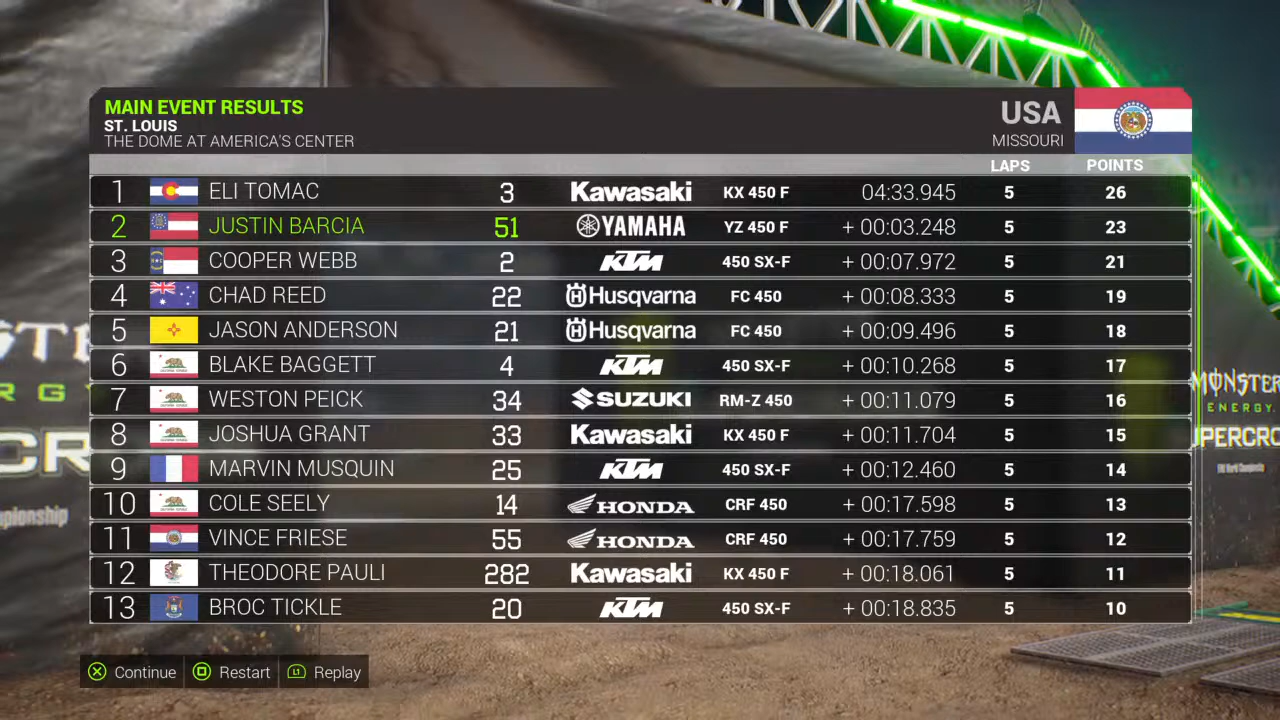 MAIN EVENT RESULTS
ST. LOUIS
THE DOME AT AMERICA'S CENTER
USA
MISSOURI
LAPS POINTS
1 ELI TOMAC 3 Kawasaki KX 450 F 04:33.945 5 26
2 JUSTIN BARCIA 51 YAMAHA YZ 450 F + 00:03.248 5 23
3 COOPER WEBB 2 KTM 450 SX-F + 00:07.972 5 21
4 CHAD REED 22 Husqvarna FC 450 + 00:08.333 5 19
5 JASON ANDERSON 21 Husqvarna FC 450 + 00:09.496 5 18
6 BLAKE BAGGETT 4 KTM 450 SX-F + 00:10.268 5 17
7 WESTON PEICK 34 SUZUKI RM-Z 450 + 00:11.079 5 16
8 JOSHUA GRANT 33 Kawasaki KX 450 F + 00:11.704 5 15
9 MARVIN MUSQUIN 25 KTM 450 SX-F + 00:12.460 5 14
10 COLE SEELY 14 HONDA CRF 450 + 00:17.598 5 13
11 VINCE FRIESE 55 HONDA CRF 450 + 00:17.759 5 12
12 THEODORE PAULI 282 Kawasaki KX 450 F + 00:18.061 5 11
13 BROC TICKLE 20 KTM 450 SX-F + 00:18.835 5 10
MONSTER
ENERGY
PERCRO
Continue Restart L1 Replay